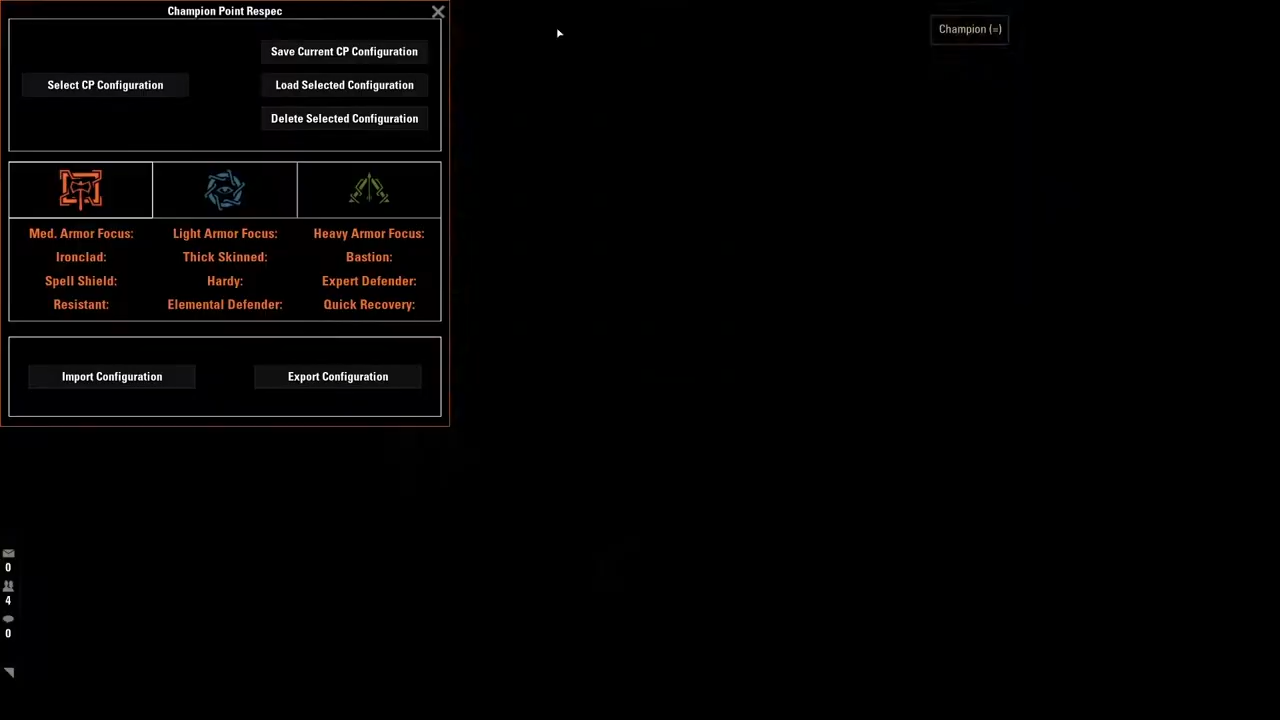 Champion Point Respec
Champion (=)
Save Current CP Configuration
Select CP Configuration
Load Selected Configuration
Delete Selected Configuration
Med. Armor Focus: Light Armor Focus: Heavy Armor Focus:
Ironclad: Thick Skinned: Bastion:
Spell Shield: Hardy: Expert Defender:
Resistant: Elemental Defender: Quick Recovery:
Import Configuration Export Configuration
0
4
0